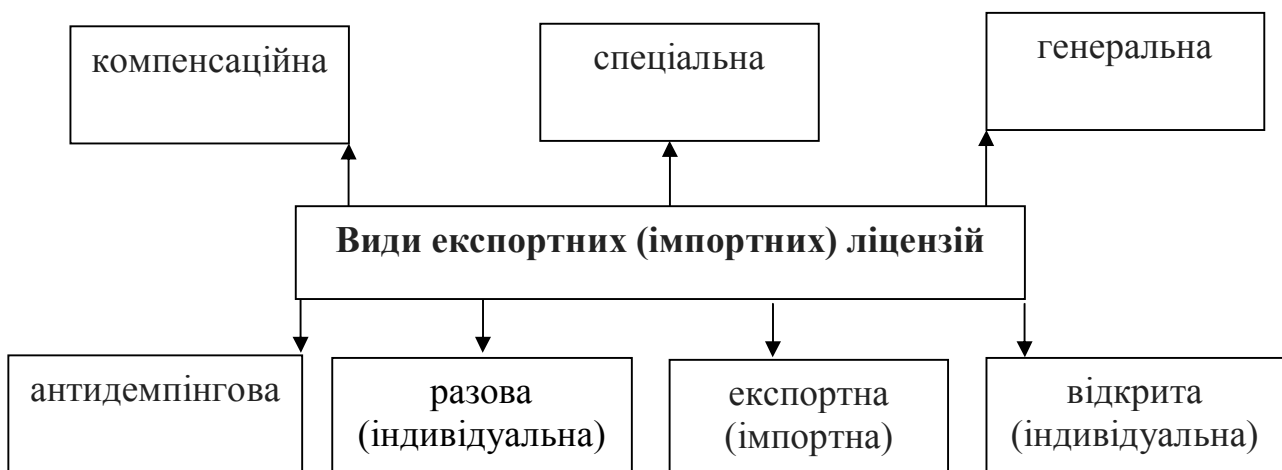 компенсаційна
спеціальна
генеральна
Види експортних (імпортних) ліцензій
антидемпінгова
разова
(індивідуальна)
експортна
(імпортна)
відкрита
(індивідуальна)